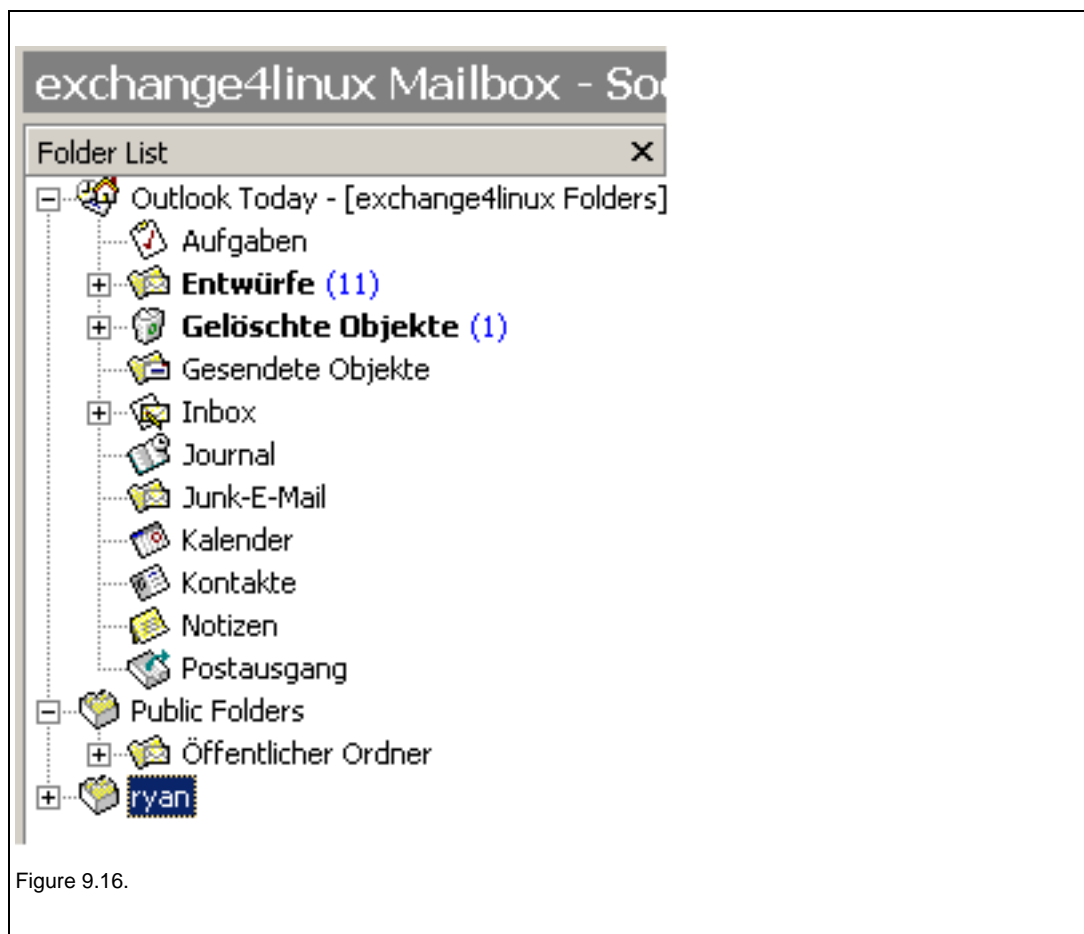 exchange4linux Mailbox - So
Folder List
Outlook Today - [exchange4linux Folders]
Aufgaben
Entwürfe (11)
Gelöschte Objekte (1)
Gesendete Objekte
Inbox
Journal
Junk-E-Mail
Kalender
Kontakte
Notizen
Postausgang
Public Folders
Öffentlicher Ordner
ryan
Figure 9.16.